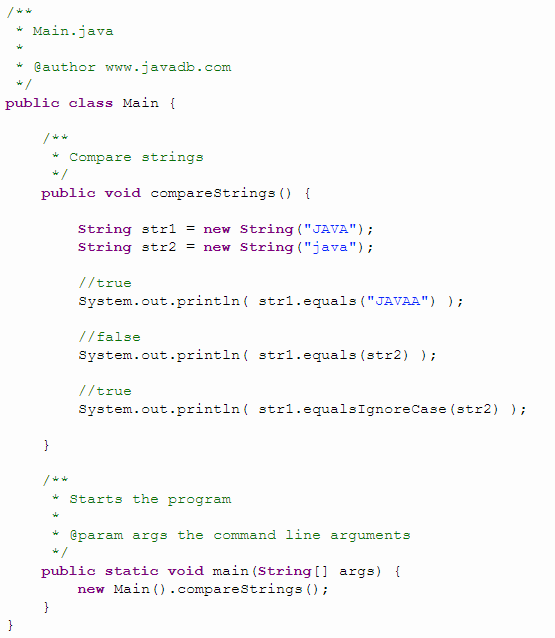 /**
 * Main.java
 *
 * @author www.javadb.com
 */
public class Main {

    /**
     * Compare strings
     */
    public void compareStrings() {

        String str1 = new String("JAVA");
        String str2 = new String("java");

        //true
        System.out.println( str1.equals("JAVAA") );

        //false
        System.out.println( str1.equals(str2) );

        //true
        System.out.println( str1.equalsIgnoreCase(str2) );

    }

    /**
     * Starts the program
     *
     * @param args the command line arguments
     */
    public static void main(String[] args) {
        new Main().compareStrings();
    }
}